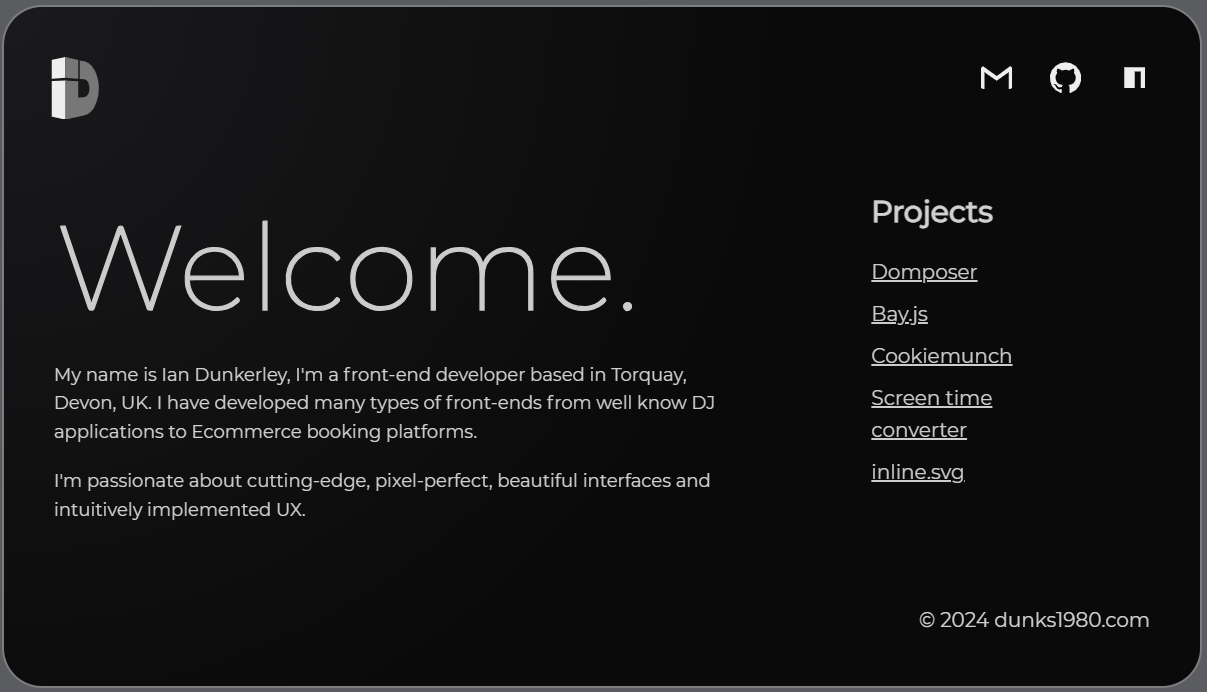 Welcome.
My name is Ian Dunkerley, I'm a front-end developer based in Torquay,
Devon, UK. I have developed many types of front-ends from well know DJ
applications to Ecommerce booking platforms.
I'm passionate about cutting-edge, pixel-perfect, beautiful interfaces and
intuitively implemented UX.
Projects
Domposer
Bay.js
Cookiemunch
Screen time
converter
inline.svg
© 2024 dunks1980.com